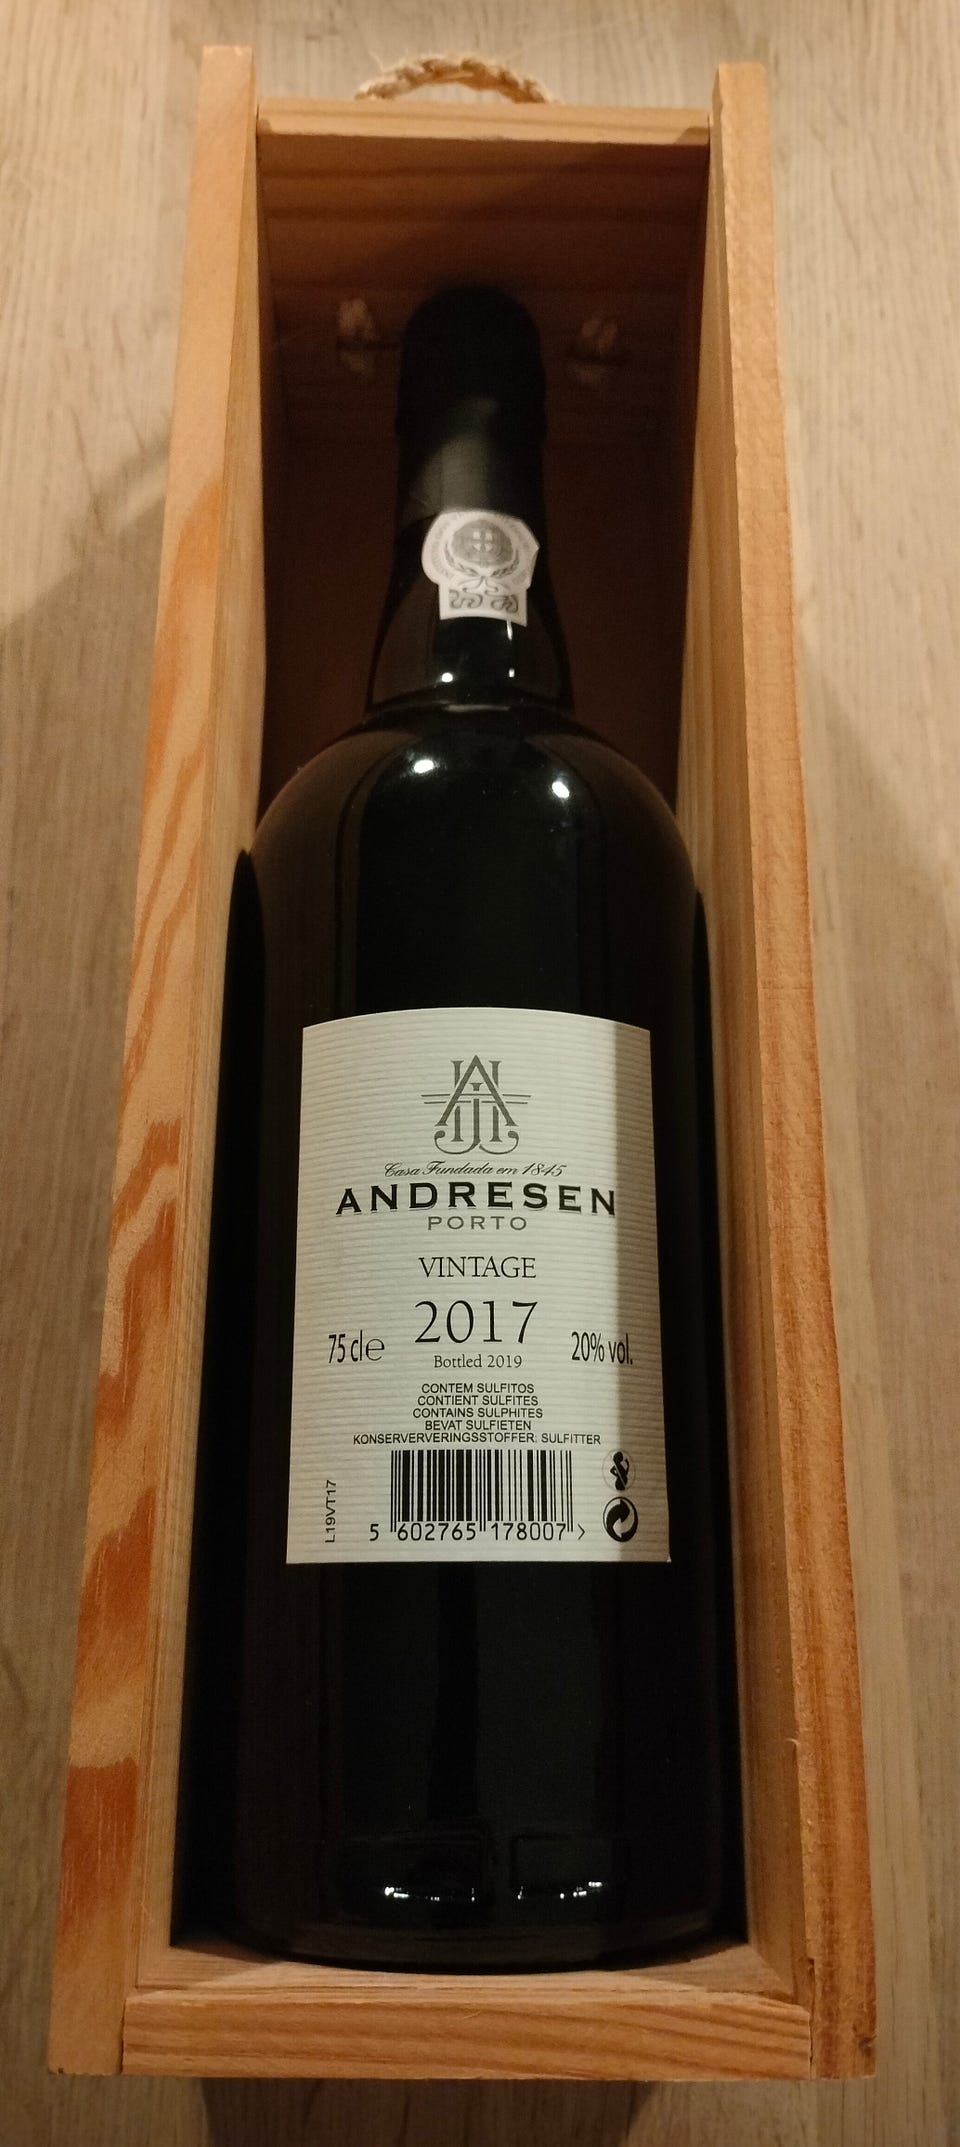 Casa Fundada em 1845
ANDRESEN
PORTO
VINTAGE
2017
75 cl e
Bottled 2019
20% vol.
CONTEM SULFITOS
CONTIENT SULFITES
CONTAINS SULPHITES
BEVAT SULFIETEN
KONSERVERVERINGSSTOFFER: SULFITTER
L19VT17
5 602765 178007 >